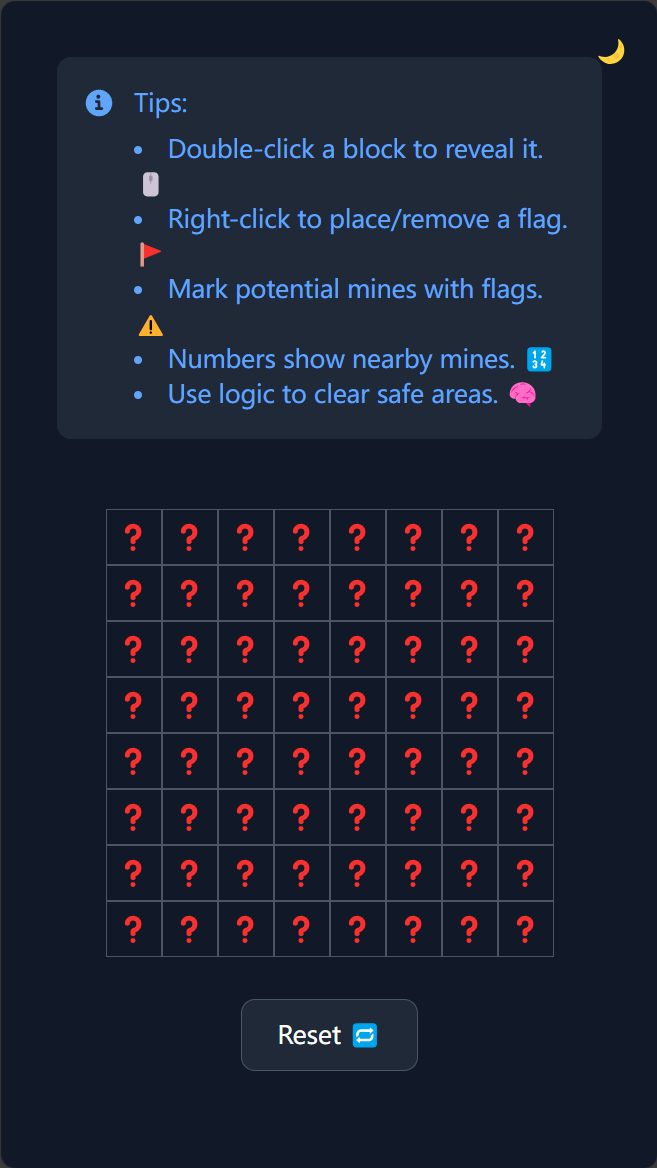 🌙
ℹ️ Tips:
• Double-click a block to reveal it.
🖱️
• Right-click to place/remove a flag.
🚩
• Mark potential mines with flags.
⚠️
• Numbers show nearby mines. 🔢
• Use logic to clear safe areas. 🧠
❓ ❓ ❓ ❓ ❓ ❓ ❓ ❓
❓ ❓ ❓ ❓ ❓ ❓ ❓ ❓
❓ ❓ ❓ ❓ ❓ ❓ ❓ ❓
❓ ❓ ❓ ❓ ❓ ❓ ❓ ❓
❓ ❓ ❓ ❓ ❓ ❓ ❓ ❓
❓ ❓ ❓ ❓ ❓ ❓ ❓ ❓
❓ ❓ ❓ ❓ ❓ ❓ ❓ ❓
❓ ❓ ❓ ❓ ❓ ❓ ❓ ❓
Reset 🔁